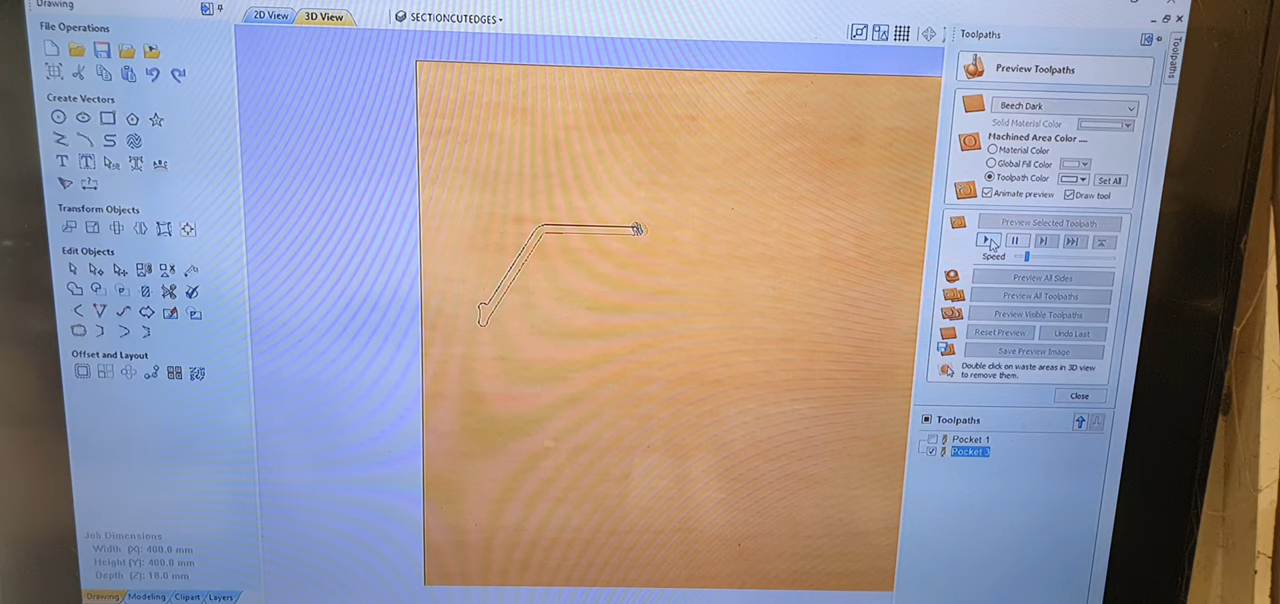 Drawing
File Operations
Create Vectors
Transform Objects
Edit Objects
Offset and Layout
Job Dimensions
Width (X): 400.0 mm
Height (Y): 400.0 mm
Depth (Z): 18.0 mm
Drawing Modeling Clipart Layers
2D View 3D View SECTIONCUTEDGES
Toolpaths
Preview Toolpaths
Beech Dark
Solid Material Color
Machined Area Color ....
Material Color
Global Fill Color
Toolpath Color Set All
Animate preview Draw tool
Preview Selected Toolpath
Speed
Preview All Sides
Preview All Toolpaths
Preview Visible Toolpaths
Reset Preview Undo Last
Save Preview Image
Double click on waste areas in 3D view
to remove them.
Close
Toolpaths
Pocket 1
Pocket 3
Toolpaths